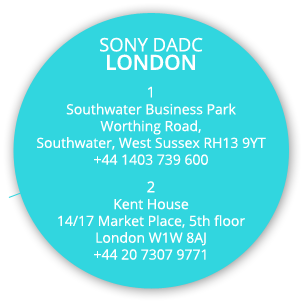 SONY DADC
LONDON
1
Southwater Business Park
Worthing Road,
Southwater, West Sussex RH13 9YT
+44 1403 739 600
2
Kent House
14/17 Market Place, 5th floor
London W1W 8AJ
+44 20 7307 9771